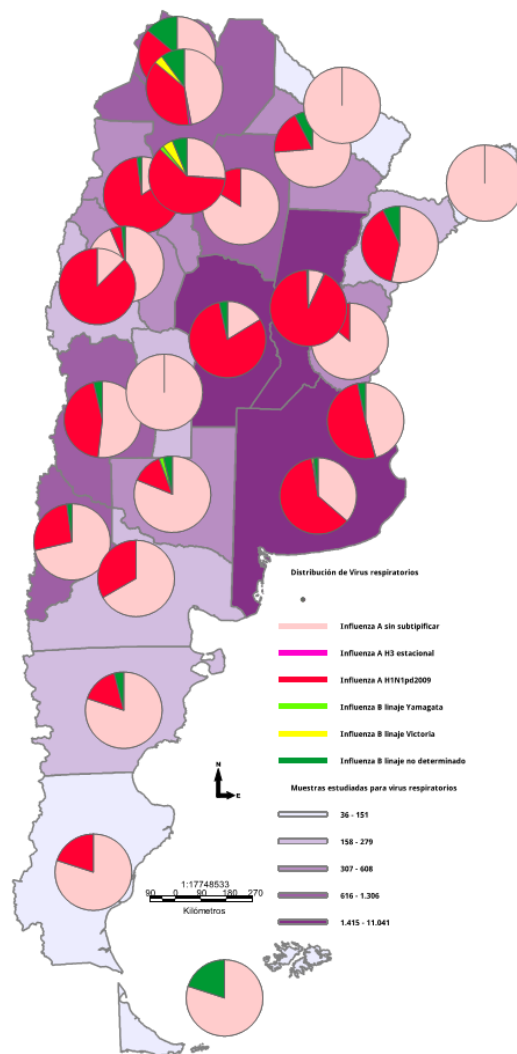 Distribución de Virus respiratorios
Influenza A sin subtipificar
Influenza A H3 estacional
Influenza A H1N1pd2009
Influenza B linaje Yamagata
Influenza B linaje Victoria
Influenza B linaje no determinado
Muestras estudiadas para virus respiratorios
36 - 151
158 - 279
307 - 608
616 - 1.306
1.415 - 11.041
N
E
1:17748533
90 0 90 180 270
Kilómetros